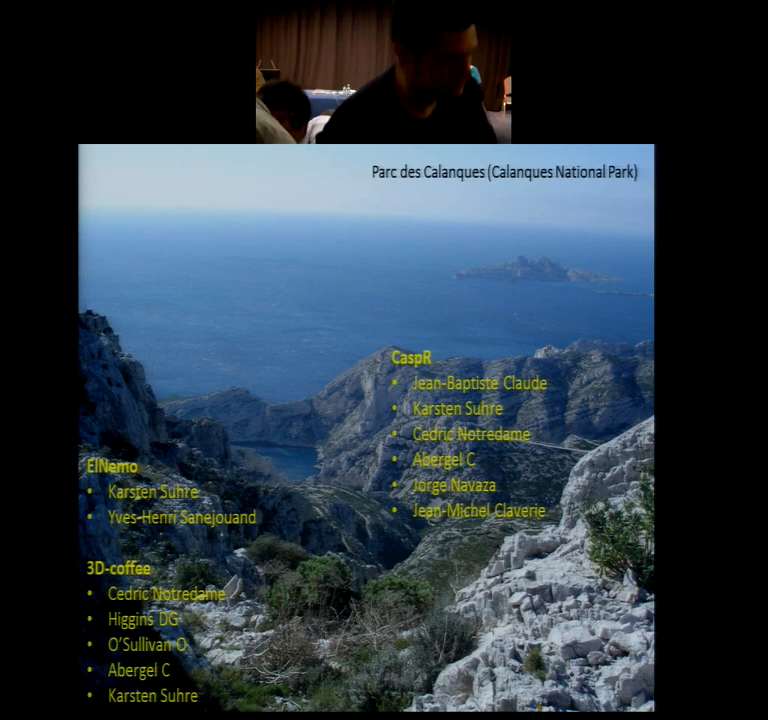 Parc des Calanques (Calanques National Park)
CaspR
• Jean-Baptiste Claude
• Karsten Suhre
• Cedric Notredame
• Abergel C
• Jorge Navaza
• Jean-Michel Claverie
ElNemo
• Karsten Suhre
• Yves-Henri Sanejouand
3D-coffee
• Cedric Notredame
• Higgins DG
• O'Sullivan O
• Abergel C
• Karsten Suhre